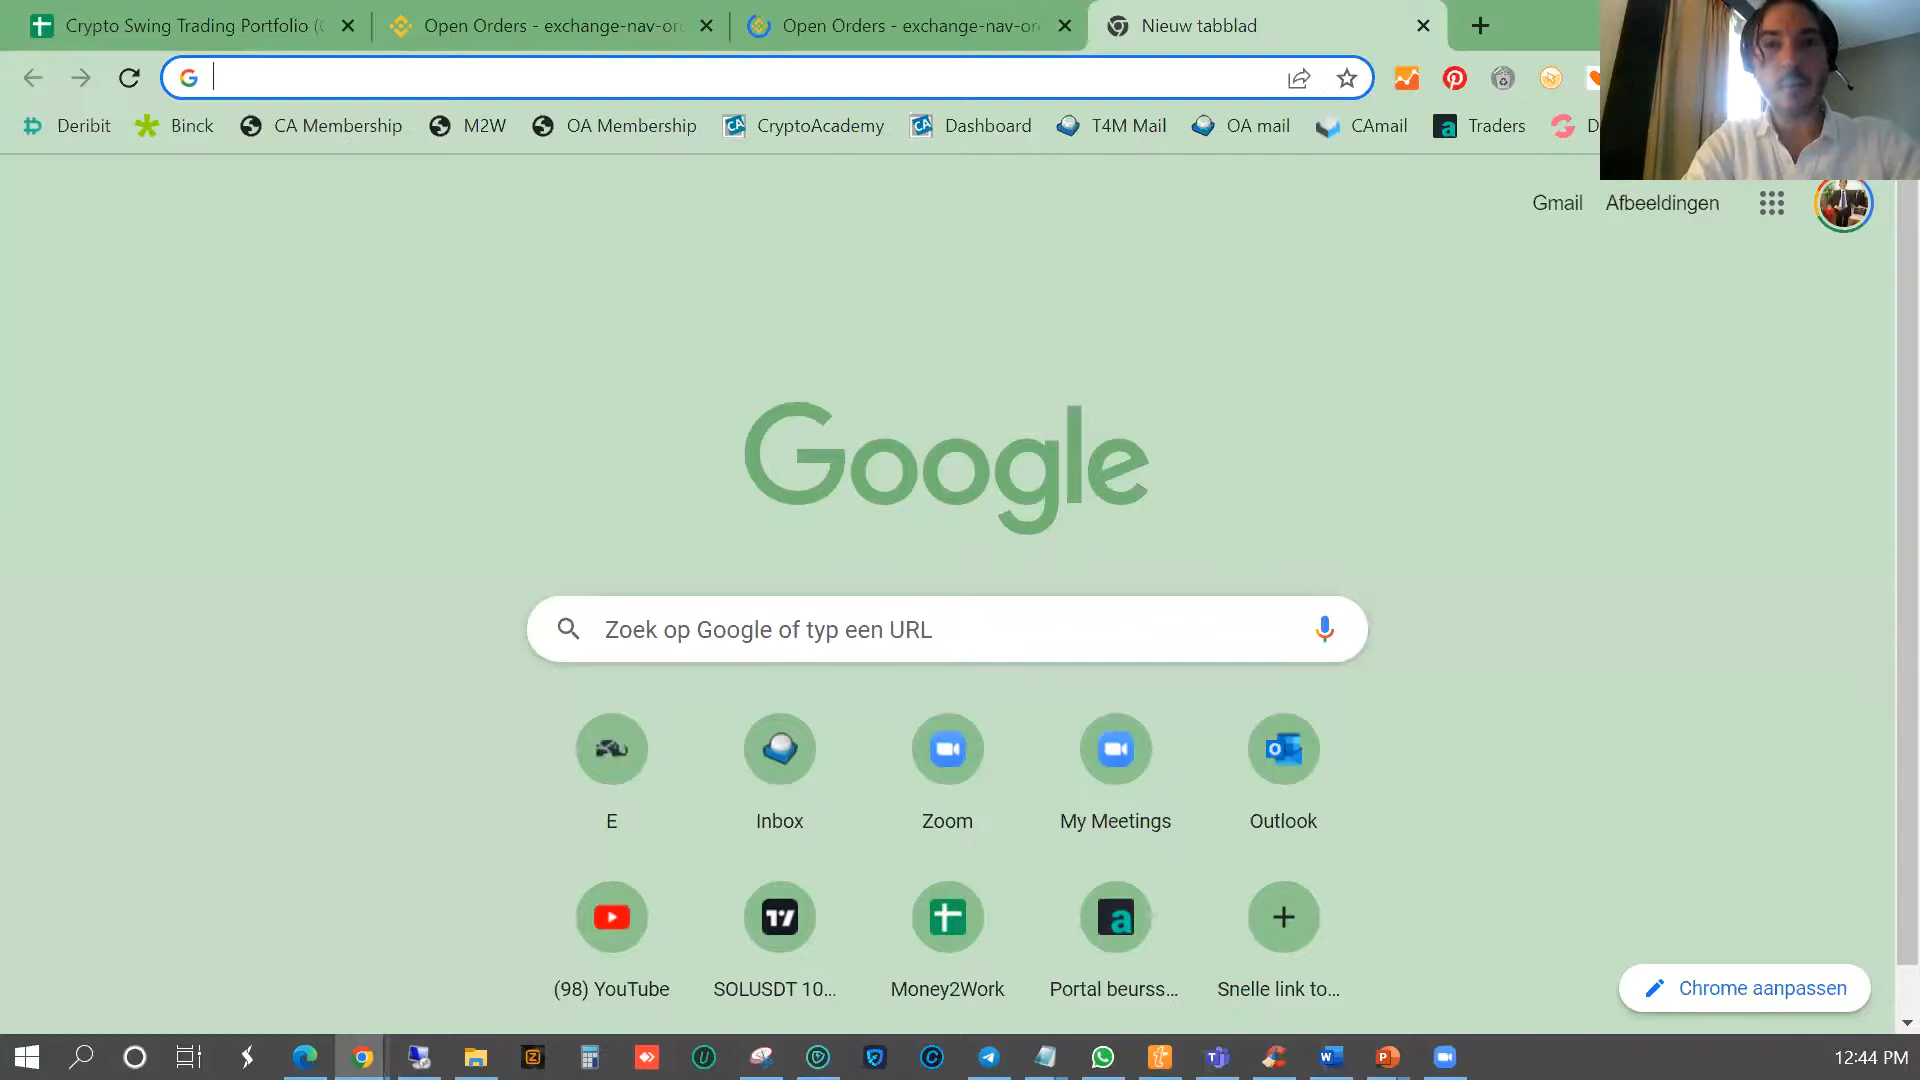 Crypto Swing Trading Portfolio (
Open Orders - exchange-nav-or
Open Orders - exchange-nav-or
Nieuw tabblad
Deribit
Binck
CA Membership
M2W
OA Membership
CryptoAcademy
Dashboard
T4M Mail
OA mail
CAmail
Traders
D
Gmail
Afbeeldingen
Google
Zoek op Google of typ een URL
E
Inbox
Zoom
My Meetings
Outlook
(98) YouTube
SOLUSDT 10...
Money2Work
Portal beurss...
Snelle link to...
Chrome aanpassen
12:44 PM